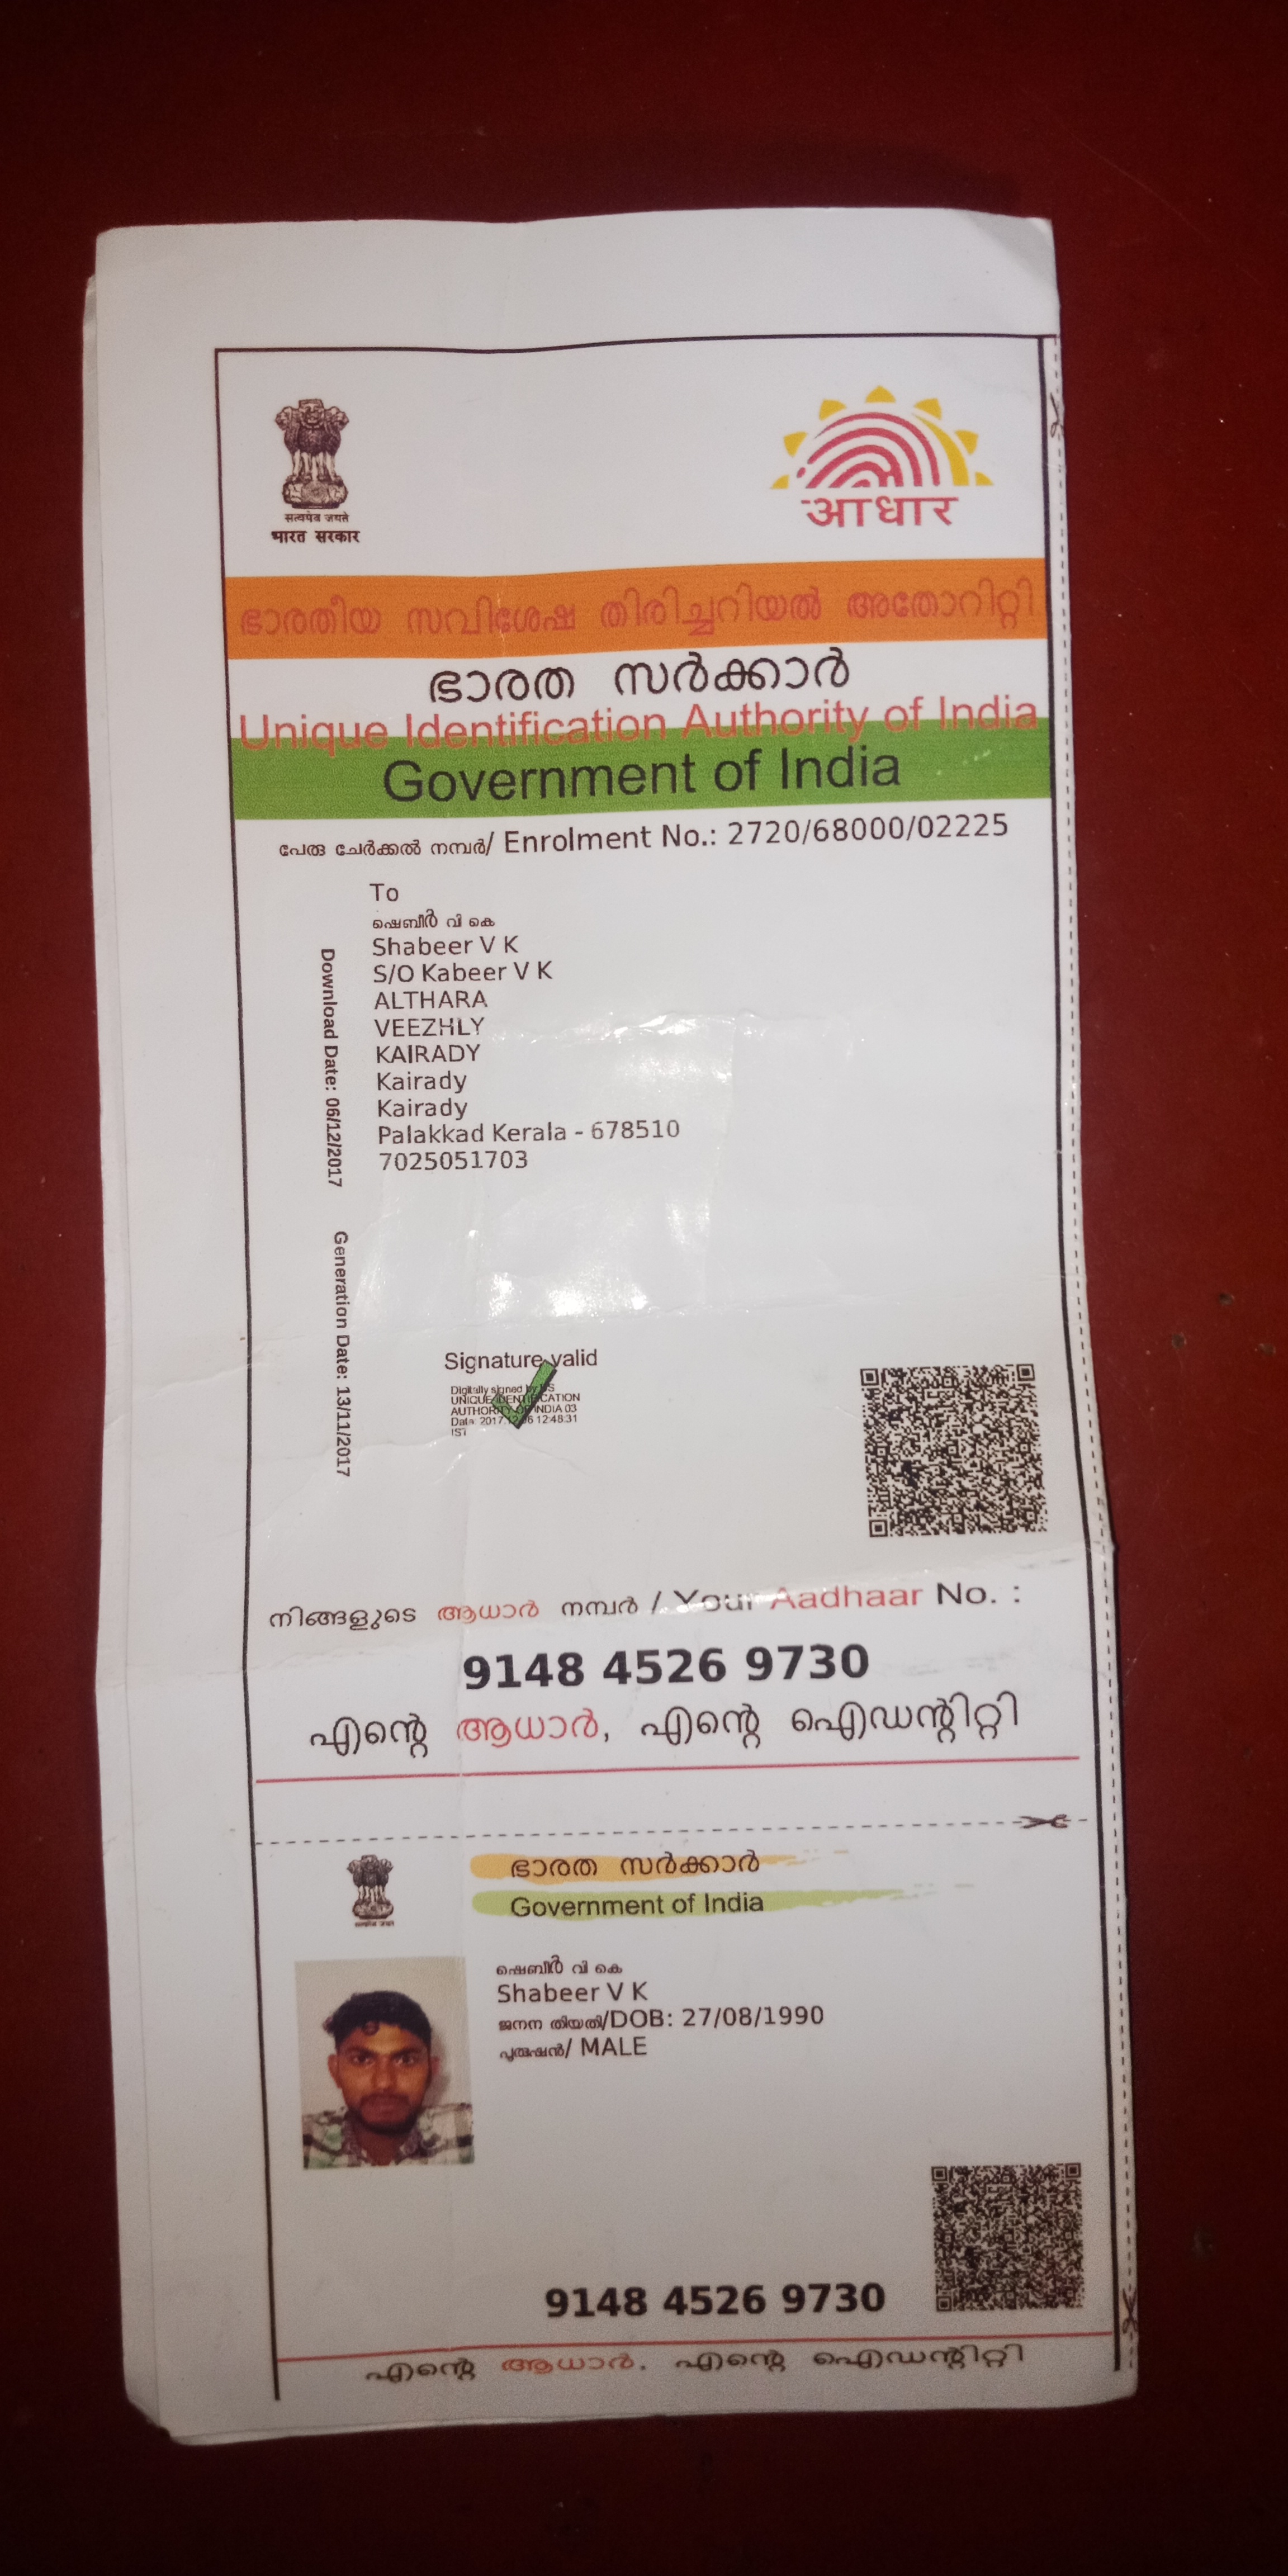 सत्यमेव जयते
भारत सरकार
आधार
ഭാരതീയ സവിശേഷ തിരിച്ചറിയൽ അതോറിറ്റി
ഭാരത സർക്കാർ
Unique Identification Authority of India
Government of India
പേരു ചേർക്കൽ നമ്പർ/ Enrolment No.: 2720/68000/02225
To
ഷെബീർ വി കെ
Shabeer V K
S/O Kabeer V K
ALTHARA
VEEZHLY
KAIRADY
Kairady
Kairady
Palakkad Kerala - 678510
7025051703
Download Date: 06/12/2017
Generation Date: 13/11/2017
Signature valid
Digitally signed by DS
UNIQUE IDENTIFICATION
AUTHORITY OF INDIA 03
Date: 2017.12.06 12:48:31
IST
നിങ്ങളുടെ ആധാർ നമ്പർ / Your Aadhaar No. :
9148 4526 9730
എന്റെ ആധാർ, എന്റെ ഐഡന്റിറ്റി
ഭാരത സർക്കാർ
Government of India
ഷെബീർ വി കെ
Shabeer V K
ജനന തിയതി/DOB: 27/08/1990
പുരുഷൻ/ MALE
9148 4526 9730
എന്റെ ആധാർ, എന്റെ ഐഡന്റിറ്റി